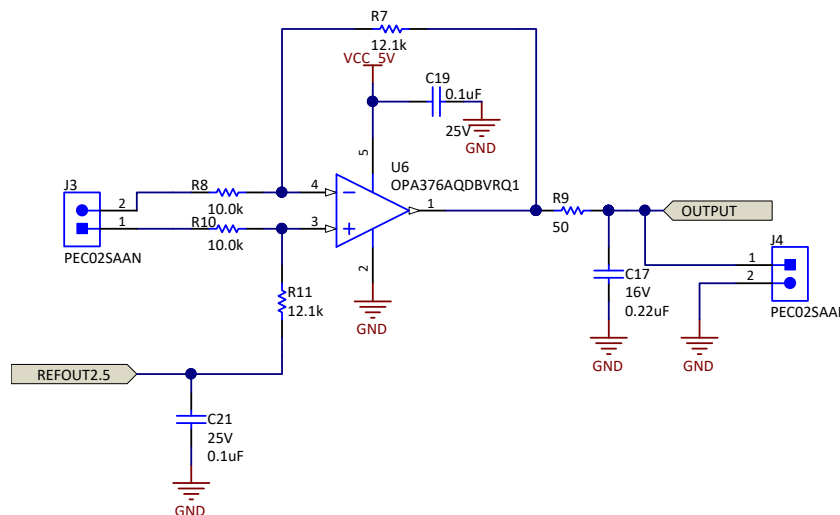 R7
12.1k
VCC_5V
C19
0.1uF
25V
GND
5
U6
OPA376AQDBVRQ1
J3
2
1
PEC02SAAN
R8
10.0k
R10
10.0k
4
3
1
2
GND
R9
50
OUTPUT
J4
1
2
C17
16V
0.22uF
GND
GND
R11
12.1k
REFOUT2.5
C21
25V
0.1uF
GND